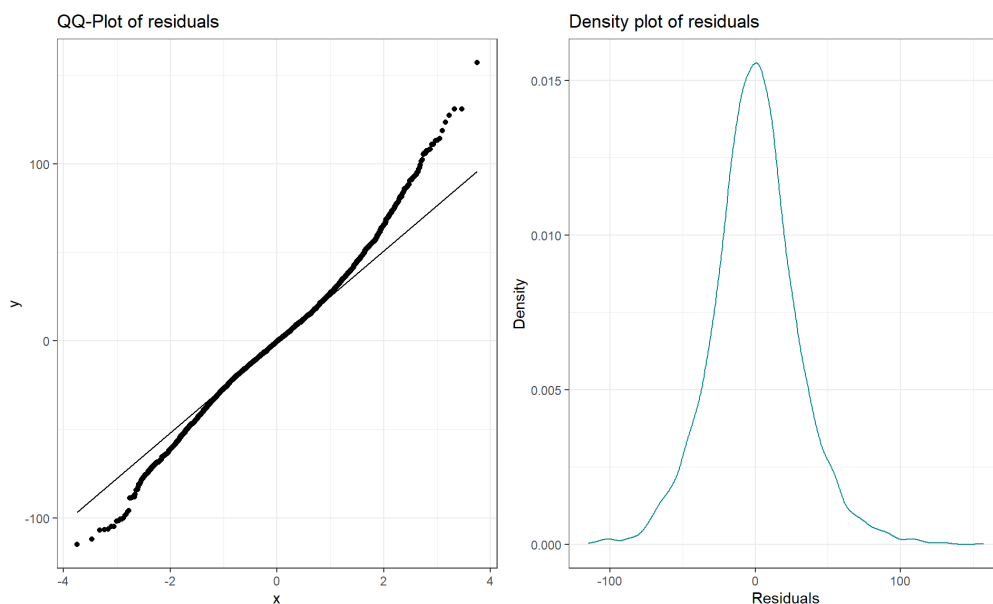 QQ-Plot of residuals
100
0
-100
y
-4
-2
0
2
4
x
Density plot of residuals
0.015
0.010
0.005
0.000
Density
-100
0
100
Residuals